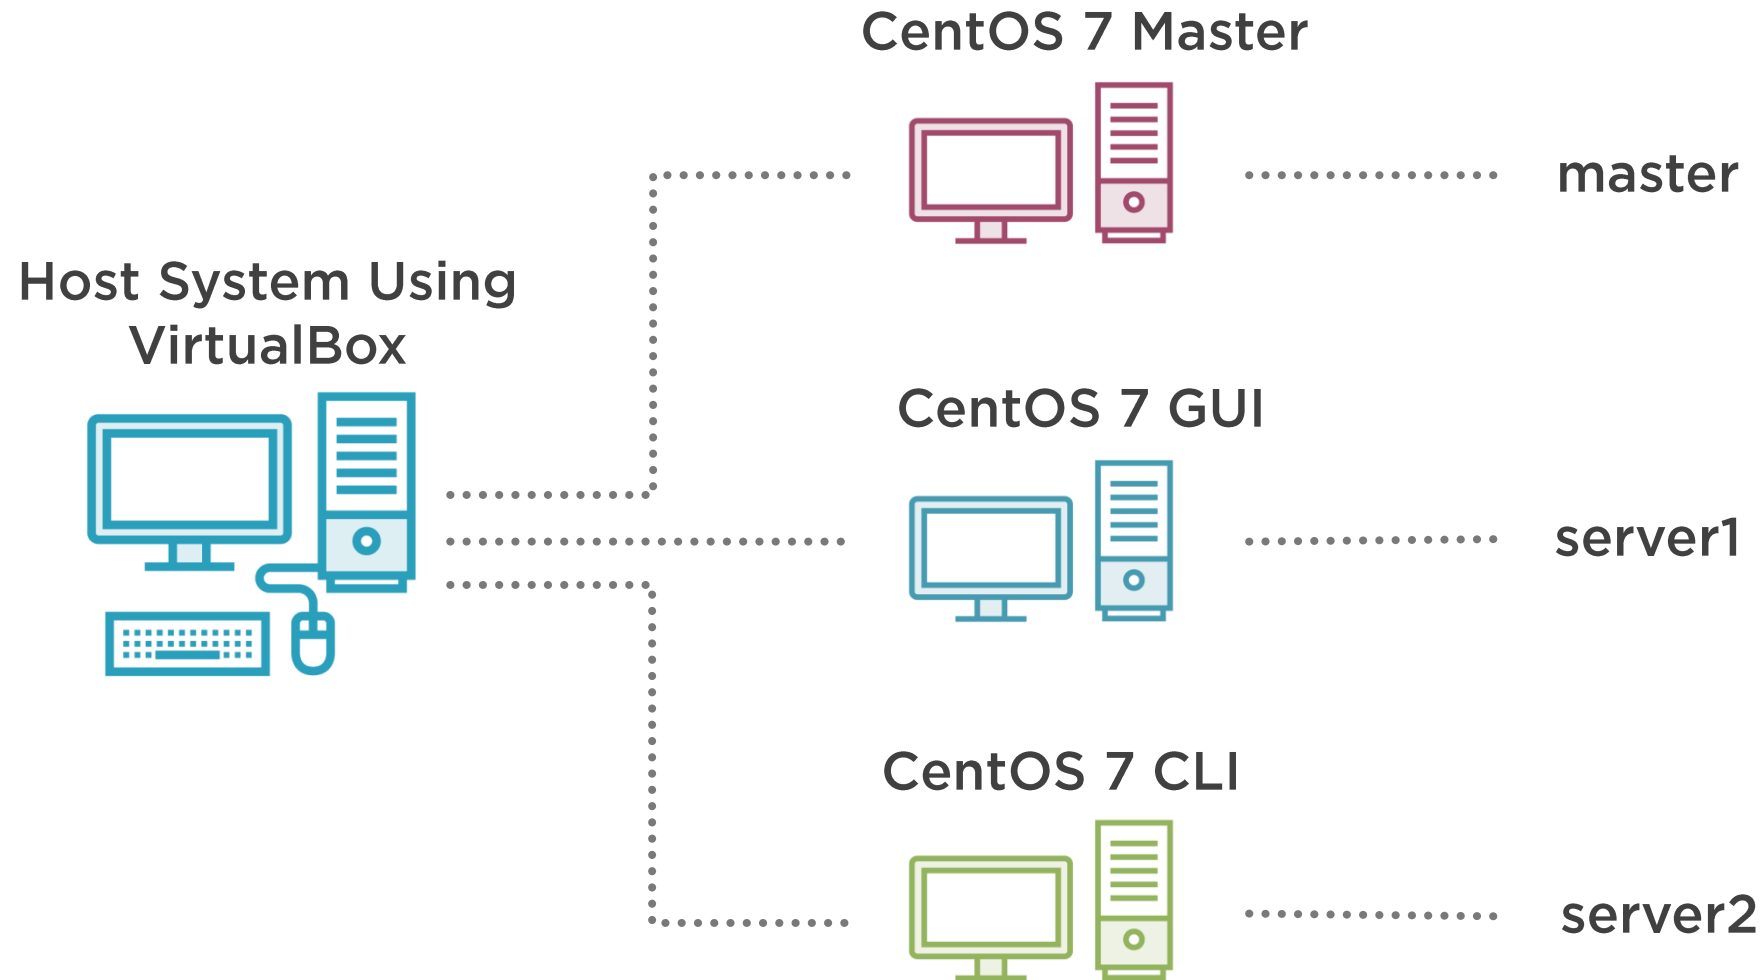 CentOS 7 Master
master
Host System Using
VirtualBox
CentOS 7 GUI
server1
CentOS 7 CLI
server2